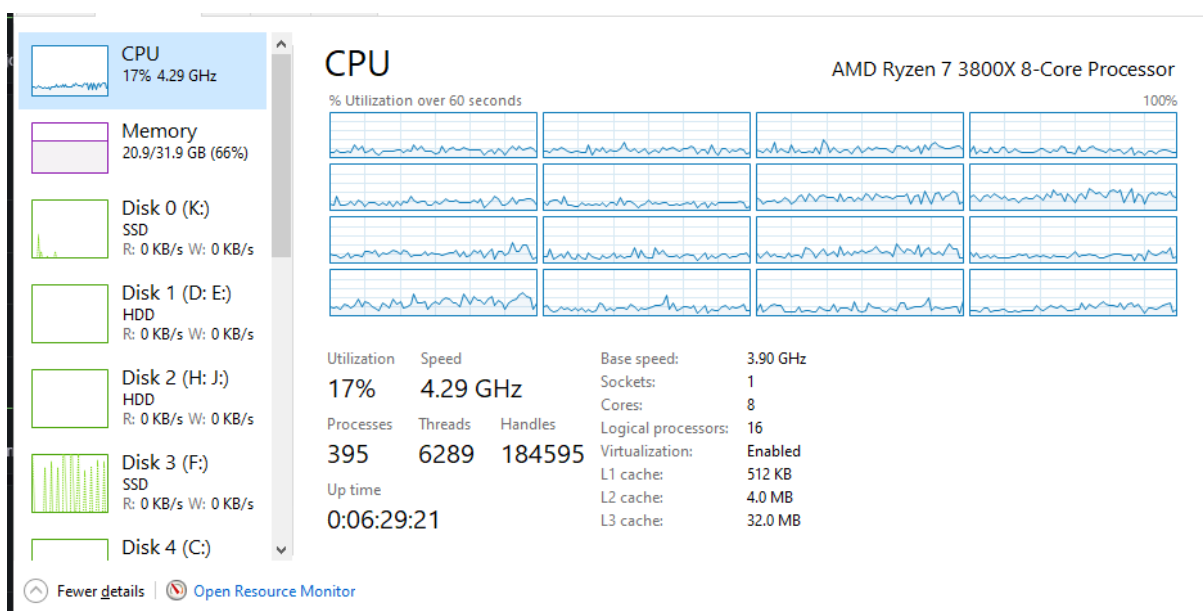 CPU
17% 4.29 GHz
Memory
20.9/31.9 GB (66%)
Disk 0 (K:)
SSD
R: 0 KB/s W: 0 KB/s
Disk 1 (D: E:)
HDD
R: 0 KB/s W: 0 KB/s
Disk 2 (H: J:)
HDD
R: 0 KB/s W: 0 KB/s
Disk 3 (F:)
SSD
R: 0 KB/s W: 0 KB/s
Disk 4 (C:)
CPU
AMD Ryzen 7 3800X 8-Core Processor
% Utilization over 60 seconds 100%
Utilization Speed
17% 4.29 GHz
Processes Threads Handles
395 6289 184595
Up time
0:06:29:21
Base speed: 3.90 GHz
Sockets: 1
Cores: 8
Logical processors: 16
Virtualization: Enabled
L1 cache: 512 KB
L2 cache: 4.0 MB
L3 cache: 32.0 MB
Fewer details
Open Resource Monitor